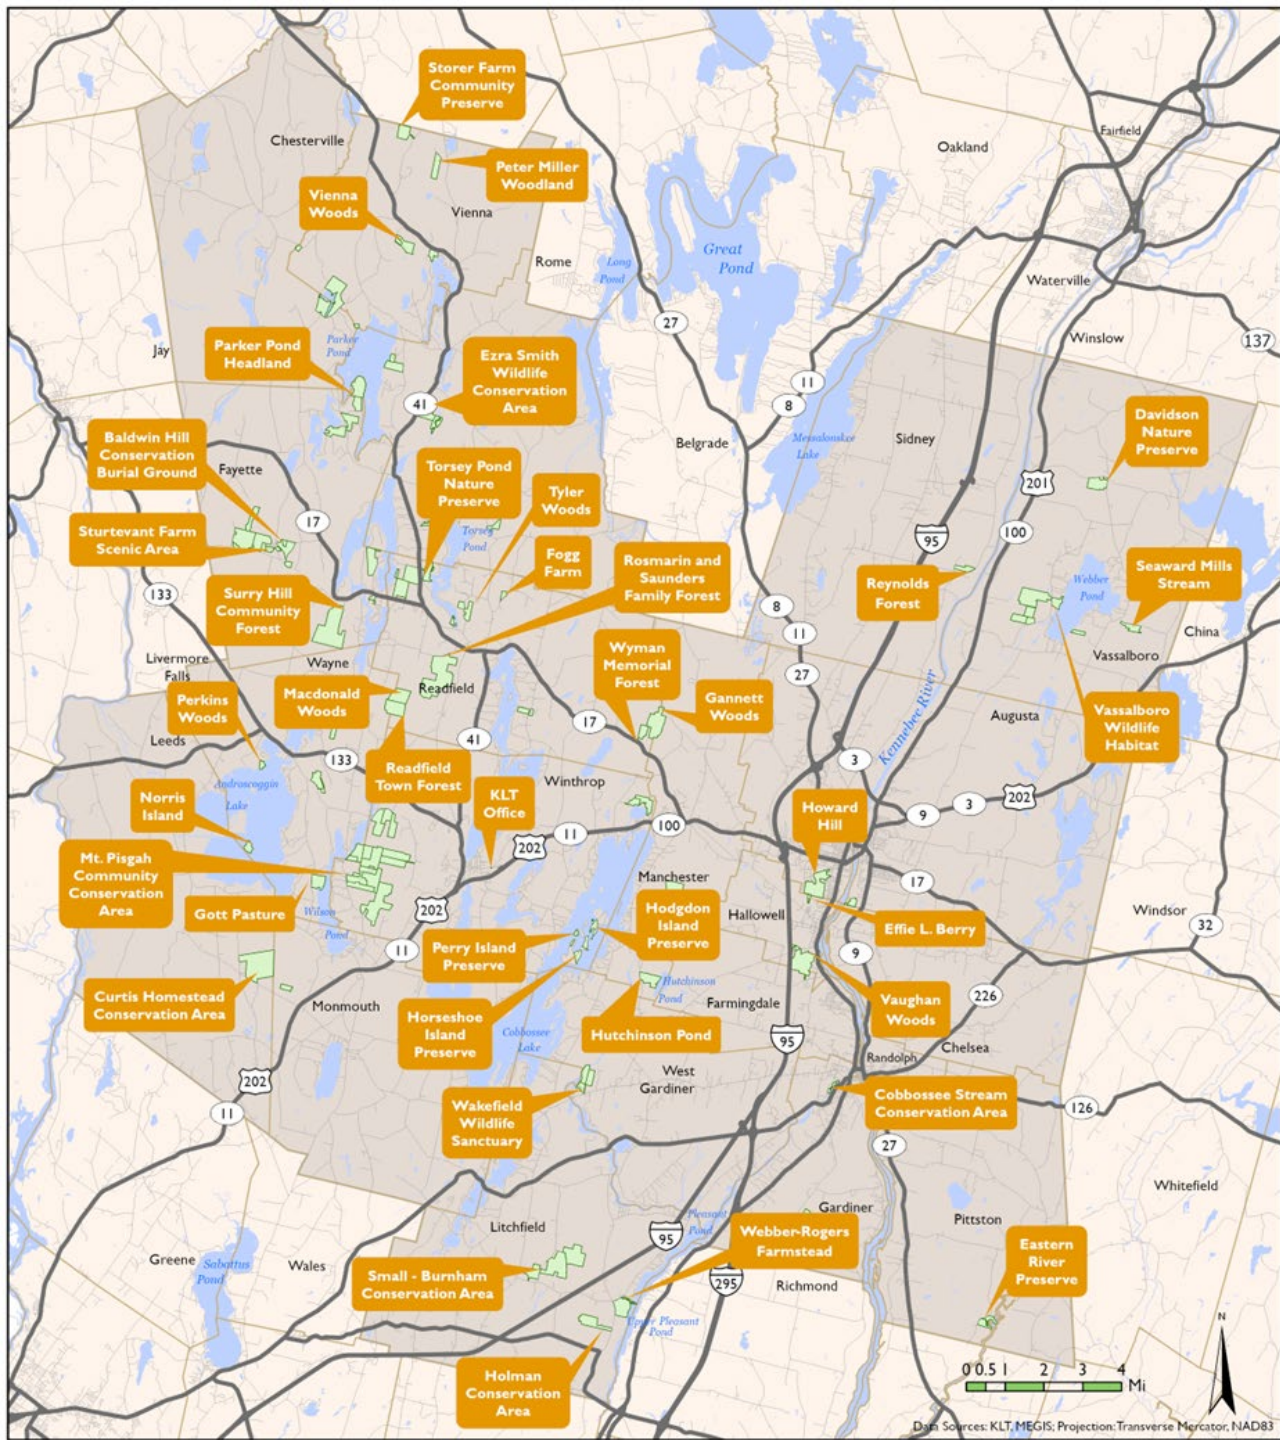 Storer Farm
Community
Preserve
Chesterville
Fairfield
Oakland
Peter Miller
Woodland
Vienna
Woods
Vienna
Rome
Long
Pond
Great
Pond
Waterville
27
Winslow
137
Parker
Pond
Jay
Parker Pond
Headland
Ezra Smith
Wildlife
Conservation
Area
11
8
41
Davidson
Nature
Preserve
Baldwin Hill
Conservation
Burial Ground
Fayette
Belgrade
Messalonskee
Lake
Sidney
Torsey Pond
Nature
Preserve
Tyler
Woods
201
17
Sturtevant Farm
Scenic Area
Torsey
Pond
Fogg
Farm
95
100
Rosmarin and
Saunders
Family Forest
Reynolds
Forest
Webber
Pond
Seaward Mills
Stream
133
Surry Hill
Community
Forest
8
11
27
China
Vassalboro
Livermore
Falls
Wayne
Wyman
Memorial
Forest
Readfield
Macdonald
Woods
Gannett
Woods
Kennebec River
Perkins
Woods
Augusta
Vassalboro
Wildlife
Habitat
17
Leeds
41
133
Readfield
Town Forest
3
Androscoggin
Lake
Winthrop
KLT
Office
Norris
Island
Howard
Hill
9
3
202
202
11
100
Mt. Pisgah
Community
Conservation
Area
Manchester
17
Gott Pasture
Wilson
Pond
202
Hodgdon
Island
Preserve
Hallowell
Windsor
32
Effie L. Berry
Perry Island
Preserve
11
9
Curtis Homestead
Conservation Area
Monmouth
Hutchinson
Pond
Farmingdale
Vaughan
Woods
226
Horseshoe
Island
Preserve
Cobbossee
Lake
Hutchinson Pond
95
Randolph
Chelsea
202
West
Gardiner
11
Wakefield
Wildlife
Sanctuary
Cobbossee Stream
Conservation Area
126
27
Whitefield
Gardiner
Litchfield
Pleasant
Pond
Pittston
95
Webber-Rogers
Farmstead
Greene
Sabattus
Pond
Wales
Small - Burnham
Conservation Area
295
Richmond
Eastern
River
Preserve
Upper Pleasant
Pond
N
Holman
Conservation
Area
0 0.5 1 2 3 4
Mi
Data Sources: KLT, MEGIS; Projection: Transverse Mercator, NAD83